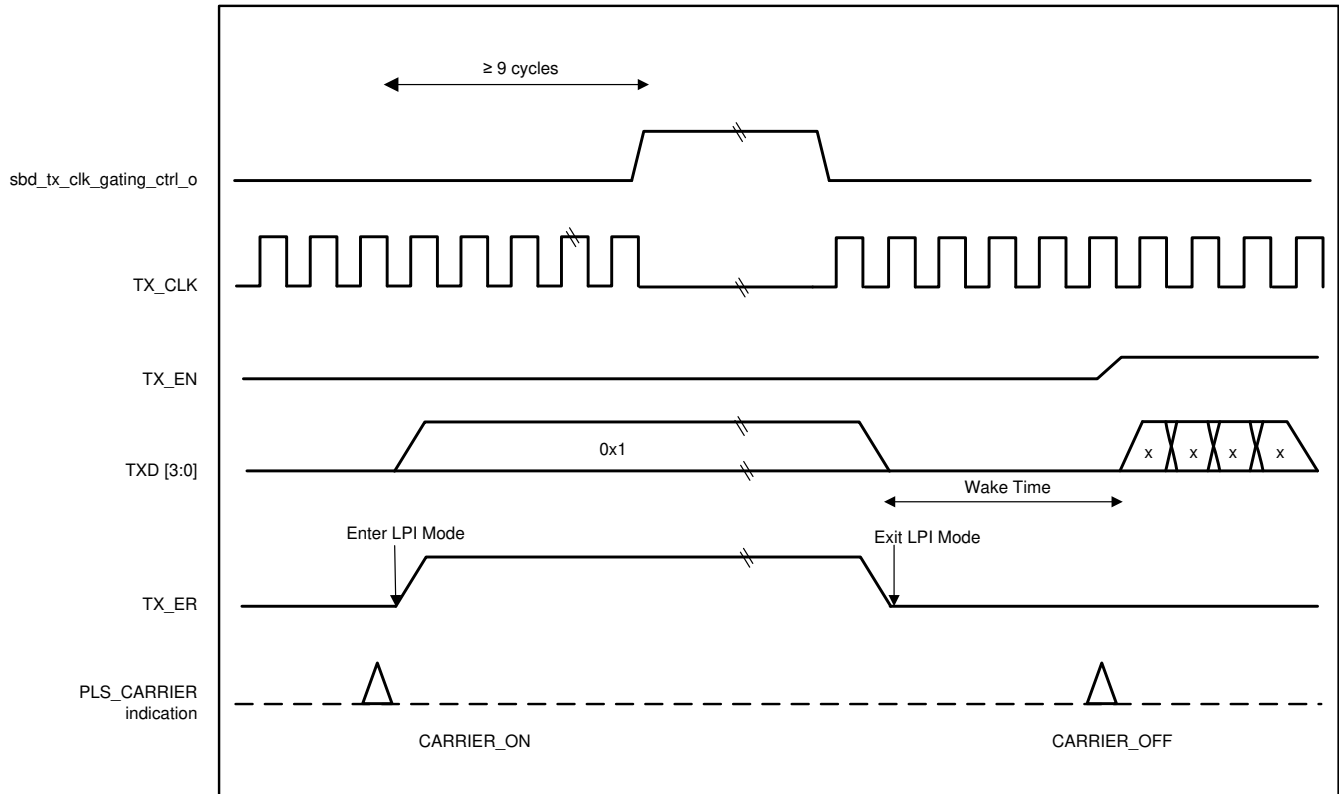 ≥ 9 cycles
sbd_tx_clk_gating_ctrl_o
TX_CLK
TX_EN
TXD [3:0]
0x1
x x x x
Wake Time
Enter LPI Mode
Exit LPI Mode
TX_ER
PLS_CARRIER
indication
CARRIER_ON
CARRIER_OFF